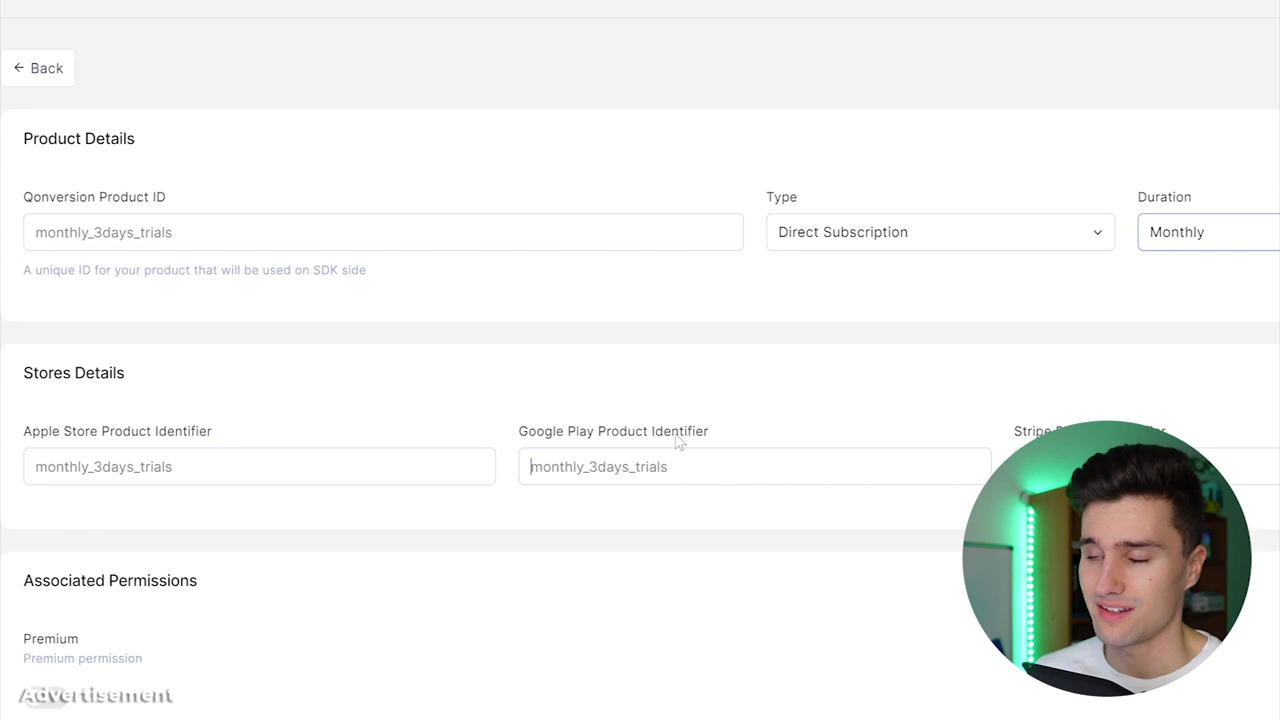 ← Back
Product Details
Qonversion Product ID
Type
Duration
monthly_3days_trials
Direct Subscription
Monthly
A unique ID for your product that will be used on SDK side
Stores Details
Apple Store Product Identifier
Google Play Product Identifier
Stripe
monthly_3days_trials
monthly_3days_trials
Associated Permissions
Premium
Premium permission
Advertisement